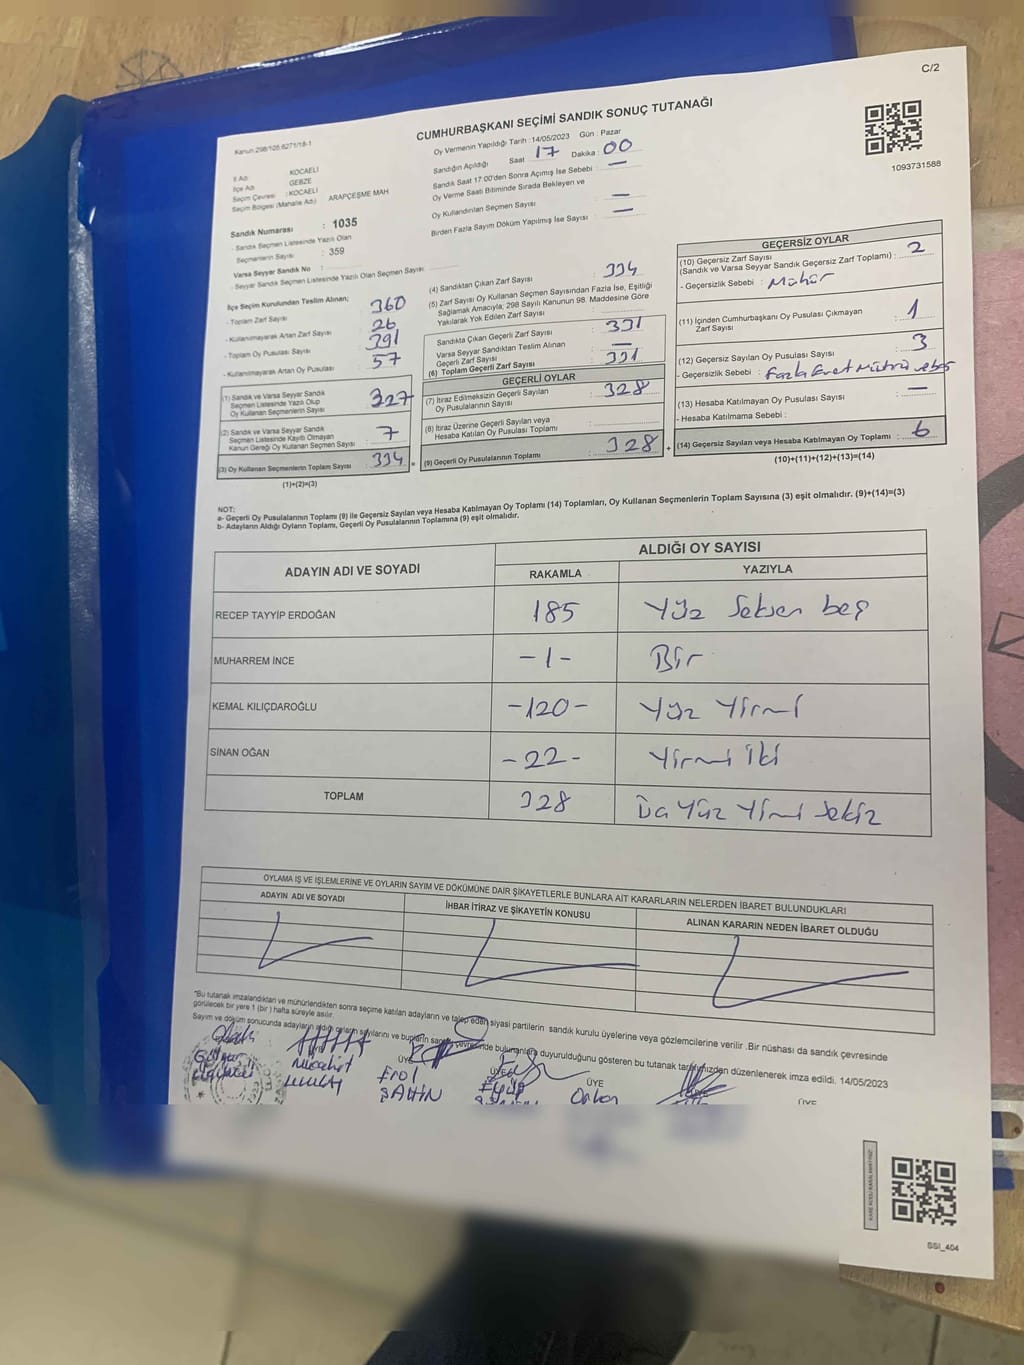 C/2
CUMHURBAŞKANI SEÇİMİ SANDIK SONUÇ TUTANAĞI
Kanun 298/105,6271/18-1
Oy Vermenin Yapıldığı Tarih : 14/05/2023 Gün : Pazar
Sandığın Açıldığı Saat 17 Dakika : 00
1093731588
İl Adı KOCAELİ
İlçe Adı GEBZE
Seçim Çevresi : KOCAELİ
Seçim Bölgesi (Mahalle Adı) ARAPÇEŞME MAH
Sandık Saat 17:00'den Sonra Açılmış İse Sebebi : —
Oy Verme Saati Bitiminde Sırada Bekleyen ve
Oy Kullandırılan Seçmen Sayısı : —
Birden Fazla Sayım Döküm Yapılmış İse Sayısı : —
Sandık Numarası : 1035
- Sandık Seçmen Listesinde Yazılı Olan
Seçmenlerin Sayısı : 359
Varsa Seyyar Sandık No :
- Seyyar Sandık Seçmen Listesinde Yazılı Olan Seçmen Sayısı :
İlçe Seçim Kurulundan Teslim Alınan;
- Toplam Zarf Sayısı 360
- Kullanılmayarak Artan Zarf Sayısı 26
- Toplam Oy Pusulası Sayısı 391
- Kullanılmayarak Artan Oy Pusulası 57
(1) Sandık ve Varsa Seyyar Sandık
Seçmen Listesinde Yazılı Olup
Oy Kullanan Seçmenlerin Sayısı 327
(2) Sandık ve Varsa Seyyar Sandık
Seçmen Listesinde Kayıtlı Olmayan
Kanun Gereği Oy Kullanan Seçmen Sayısı 7
(3) Oy Kullanan Seçmenlerin Toplam Sayısı : 334
(1)+(2)=(3)
(4) Sandıktan Çıkan Zarf Sayısı : 334
(5) Zarf Sayısı Oy Kullanan Seçmen Sayısından Fazla İse, Eşitliği
Sağlamak Amacıyla; 298 Sayılı Kanunun 98. Maddesine Göre
Yakılarak Yok Edilen Zarf Sayısı :
Sandıkta Çıkan Geçerli Zarf Sayısı : 331
Varsa Seyyar Sandıktan Teslim Alınan
Geçerli Zarf Sayısı : —
(6) Toplam Geçerli Zarf Sayısı : 331
GEÇERLİ OYLAR
(7) İtiraz Edilmeksizin Geçerli Sayılan
Oy Pusulalarının Sayısı : 328
(8) İtiraz Üzerine Geçerli Sayılan veya
Hesaba Katılan Oy Pusulası Toplamı :
= (9) Geçerli Oy Pusulalarının Toplamı : 328 +
GEÇERSİZ OYLAR
(10) Geçersiz Zarf Sayısı
(Sandık ve Varsa Seyyar Sandık Geçersiz Zarf Toplamı) : 2
- Geçersizlik Sebebi : Mühür
(11) İçinden Cumhurbaşkanı Oy Pusulası Çıkmayan
Zarf Sayısı : 1
(12) Geçersiz Sayılan Oy Pusulası Sayısı : 3
- Geçersizlik Sebebi : Fazla Evet Mührü
(13) Hesaba Katılmayan Oy Pusulası Sayısı : —
- Hesaba Katılmama Sebebi :
(14) Geçersiz Sayılan veya Hesaba Katılmayan Oy Toplamı : 6
(10)+(11)+(12)+(13)=(14)
NOT:
a- Geçerli Oy Pusulalarının Toplamı (9) ile Geçersiz Sayılan veya Hesaba Katılmayan Oy Toplamı (14) Toplamları, Oy Kullanan Seçmenlerin Toplam Sayısına (3) eşit olmalıdır. (9)+(14)=(3)
b- Adayların Aldığı Oyların Toplamı, Geçerli Oy Pusulalarının Toplamına (9) eşit olmalıdır.
ADAYIN ADI VE SOYADI
ALDIĞI OY SAYISI
RAKAMLA YAZIYLA
RECEP TAYYİP ERDOĞAN 185 Yüz Seksen beş
MUHARREM İNCE -1- Bir
KEMAL KILIÇDAROĞLU -120- Yüz Yirmi
SİNAN OĞAN -22- Yirmi iki
TOPLAM 328 Üç Yüz Yirmi Sekiz
OYLAMA İŞ VE İŞLEMLERİNE VE OYLARIN SAYIM VE DÖKÜMÜNE DAİR ŞİKAYETLERLE BUNLARA AİT KARARLARIN NELERDEN İBARET BULUNDUKLARI
ADAYIN ADI VE SOYADI İHBAR İTİRAZ VE ŞİKAYETİN KONUSU ALINAN KARARIN NEDEN İBARET OLDUĞU
"Bu tutanak imzalandıktan ve mühürlendikten sonra seçime katılan adayların ve talep eden siyasi partilerin sandık kurulu üyelerine veya gözlemcilerine verilir. Bir nüshası da sandık çevresinde
görülecek bir yere 1 (bir) hafta süreyle asılır.
Sayım ve döküm sonucunda adayların aldığı oyların sayılarını ve bunların sandık çevresinde bulunanlara duyurulduğunu gösteren bu tutanak tarafımızdan düzenlenerek imza edildi. 14/05/2023
ÜYE
Erol
ŞAHİN
Eyüp
ÜYE
ÜYE
SSI_404